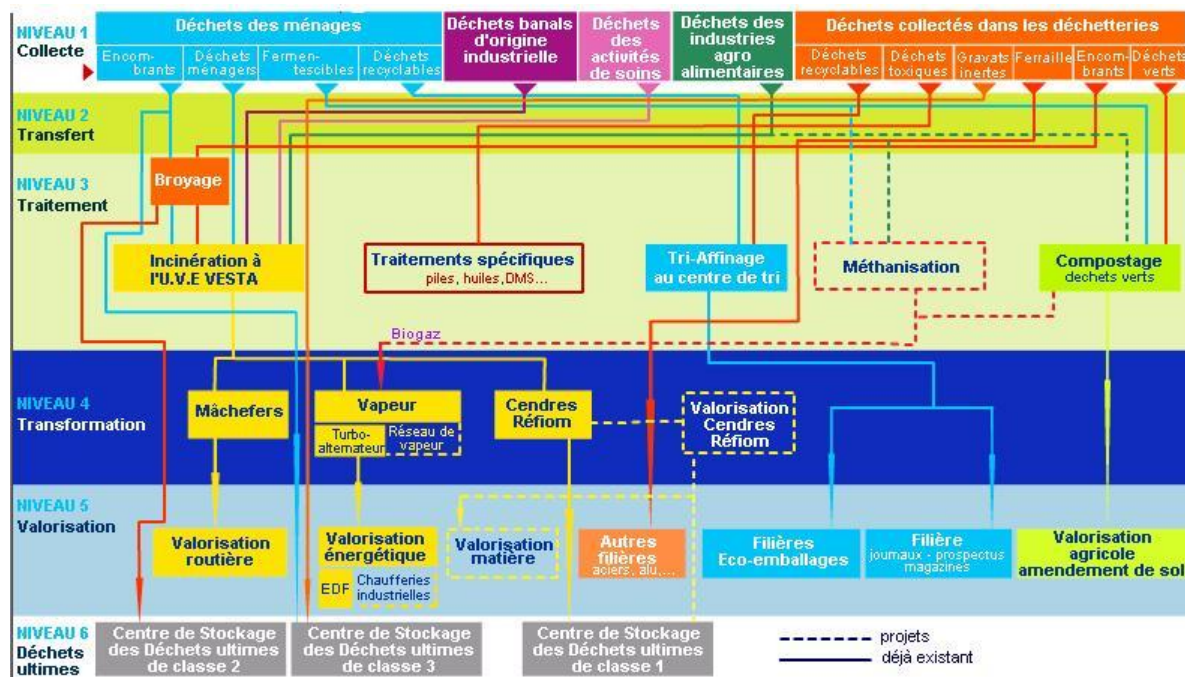 NIVEAU 1
Collecte
Déchets des ménages
Encom-
brants
Déchets
ménagers
Fermen-
tescibles
Déchets
recyclables
Déchets banals
d'origine
industrielle
Déchets
des
activités
de soins
Déchets des
industries
agro
alimentaires
Déchets collectés dans les déchetteries
Déchets
recyclables
Déchets
toxiques
Gravats
inertes
Ferraille
Encom-
brants
Déchets
verts
NIVEAU 2
Transfert
NIVEAU 3
Traitement
Broyage
Incinération à
l'U.V.E VESTA
Traitements spécifiques
piles, huiles,DMS...
Tri-Affinage
au centre de tri
Méthanisation
Compostage
dechets verts
Biogaz
NIVEAU 4
Transformation
Mâchefers
Vapeur
Turbo-
alternateur
Réseau de
vapeur
Cendres
Réfiom
Valorisation
Cendres
Réfiom
NIVEAU 5
Valorisation
Valorisation
routière
Valorisation
énergétique
EDF
Chaufferies
industrielles
Valorisation
matière
Autres
filières
aciers, alu,...
Filières
Eco-emballages
Filière
journaux - prospectus
magazines
Valorisation
agricole
amendement de sol
NIVEAU 6
Déchets
ultimes
Centre de Stockage
des Déchets ultimes
de classe 2
Centre de Stockage
des Déchets ultimes
de classe 3
Centre de Stockage
des Déchets ultimes
de classe 1
projets
déjà existant